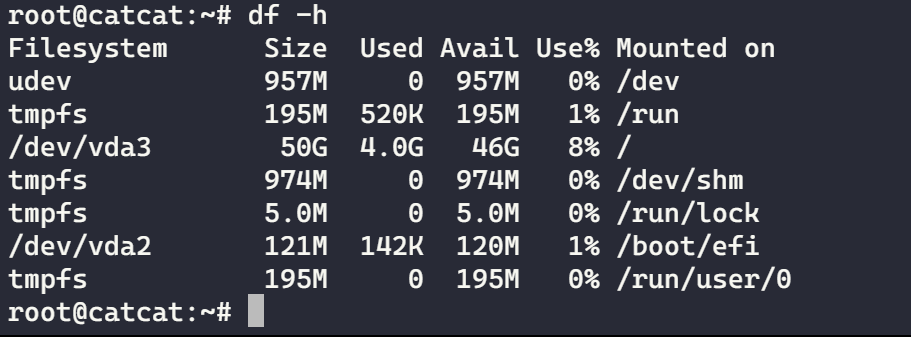 root@catcat:~# df -h
Filesystem      Size  Used Avail Use% Mounted on
udev            957M     0  957M   0% /dev
tmpfs           195M  520K  195M   1% /run
/dev/vda3        50G  4.0G   46G   8% /
tmpfs           974M     0  974M   0% /dev/shm
tmpfs           5.0M     0  5.0M   0% /run/lock
/dev/vda2       121M  142K  120M   1% /boot/efi
tmpfs           195M     0  195M   0% /run/user/0
root@catcat:~#